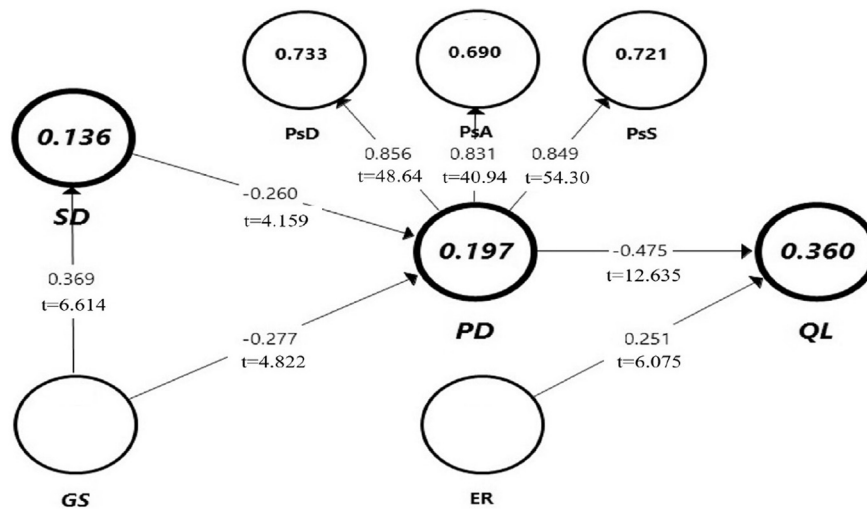 0.733
0.690
0.721
PsD
PsA
PsS
0.136
SD
0.856
t=48.64
0.831
t=40.94
0.849
t=54.30
-0.260
t=4.159
0.197
PD
-0.475
t=12.635
0.360
QL
0.369
t=6.614
-0.277
t=4.822
0.251
t=6.075
GS
ER